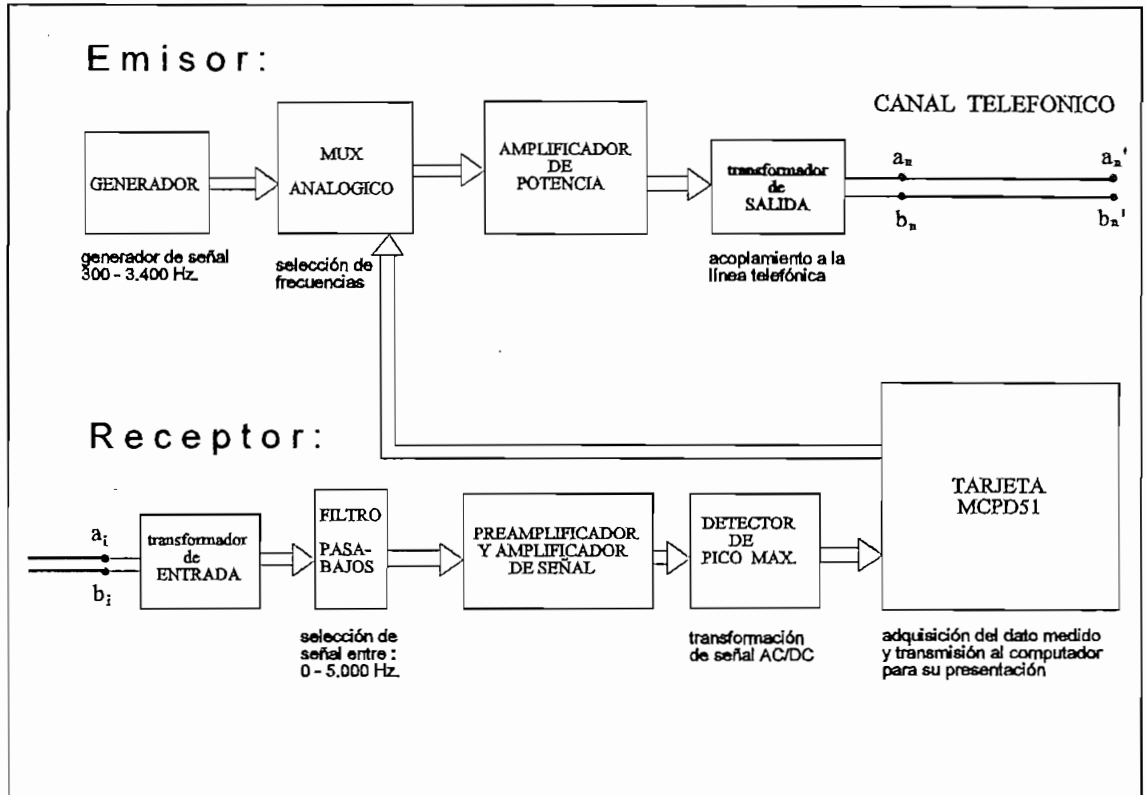 Emisor:
CANAL TELEFONICO
GENERADOR
generador de señal
300 - 3.400 Hz.
MUX
ANALOGICO
selección de
frecuencias
AMPLIFICADOR
DE
POTENCIA
transformador
de
SALIDA
acoplamiento a la
línea telefónica
aₙ
aₙ'
bₙ
bₙ'
Receptor:
aᵢ
bᵢ
transformador
de
ENTRADA
FILTRO
PASA-
BAJOS
selección de
señal entre :
0 - 5.000 Hz.
PREAMPLIFICADOR
Y AMPLIFICADOR
DE SEÑAL
DETECTOR
DE
PICO MAX.
transformación
de señal AC/DC
TARJETA
MCPD51
adquisición del dato medido
y transmisión al computador
para su presentación